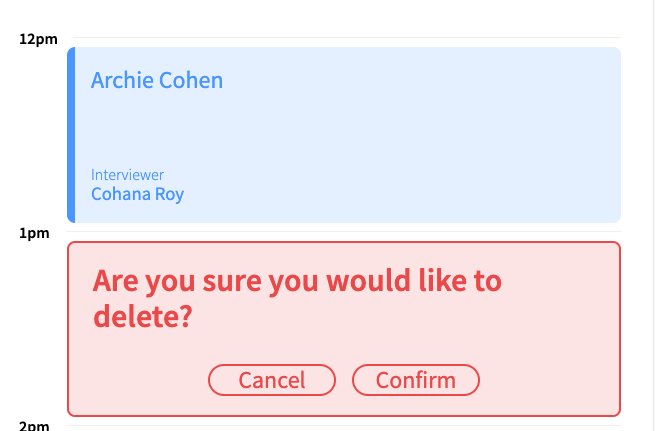 12pm
Archie Cohen
Interviewer
Cohana Roy
1pm
Are you sure you would like to
delete?
Cancel Confirm
2pm